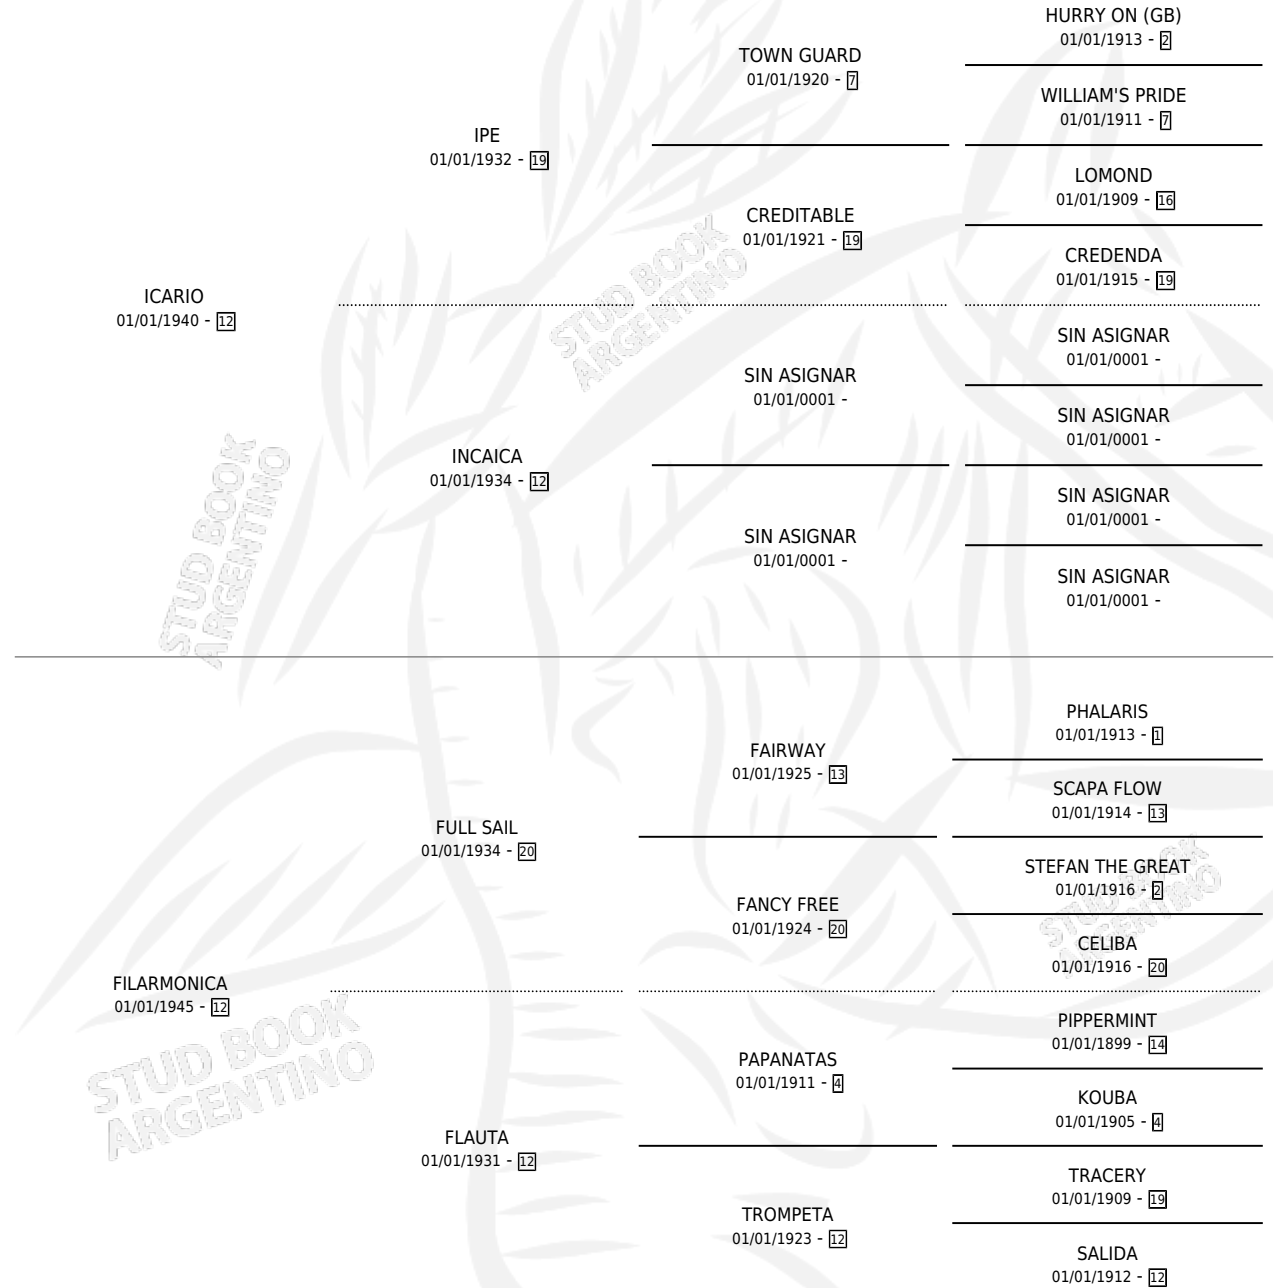 HURRY ON (GB)
01/01/1913 - 2
TOWN GUARD
01/01/1920 - 7
WILLIAM'S PRIDE
01/01/1911 - 7
IPE
01/01/1932 - 19
LOMOND
01/01/1909 - 16
CREDITABLE
01/01/1921 - 19
CREDENDA
01/01/1915 - 19
ICARIO
01/01/1940 - 12
SIN ASIGNAR
01/01/0001 -
SIN ASIGNAR
01/01/0001 -
SIN ASIGNAR
01/01/0001 -
INCAICA
01/01/1934 - 12
SIN ASIGNAR
01/01/0001 -
SIN ASIGNAR
01/01/0001 -
SIN ASIGNAR
01/01/0001 -
PHALARIS
01/01/1913 - 1
FAIRWAY
01/01/1925 - 13
SCAPA FLOW
01/01/1914 - 13
FULL SAIL
01/01/1934 - 20
STEFAN THE GREAT
01/01/1916 - 2
FANCY FREE
01/01/1924 - 20
CELIBA
01/01/1916 - 20
FILARMONICA
01/01/1945 - 12
PIPPERMINT
01/01/1899 - 14
PAPANATAS
01/01/1911 - 4
KOUBA
01/01/1905 - 4
FLAUTA
01/01/1931 - 12
TRACERY
01/01/1909 - 19
TROMPETA
01/01/1923 - 12
SALIDA
01/01/1912 - 12
STUD BOOK
ARGENTINO
STUD BOOK
ARGENTINO
STUD BOOK
ARGENTINO
STUD BOOK
ARGENTINO